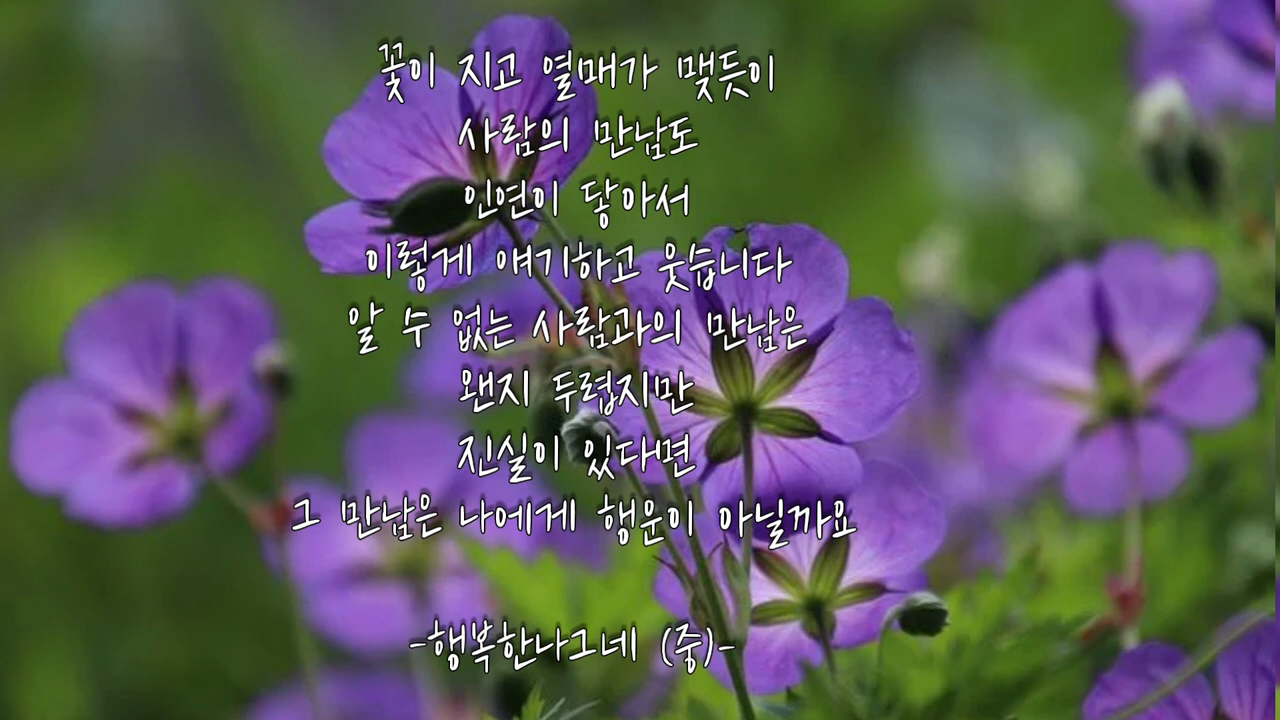 꽃이 지고 열매가 맺듯이
사람의 만남도
인연이 닿아서
이렇게 얘기하고 웃습니다
알 수 없는 사람과의 만남은
왠지 두렵지만
진실이 있다면
그 만남은 나에게 행운이 아닐까요
-행복한나그네 (중)-